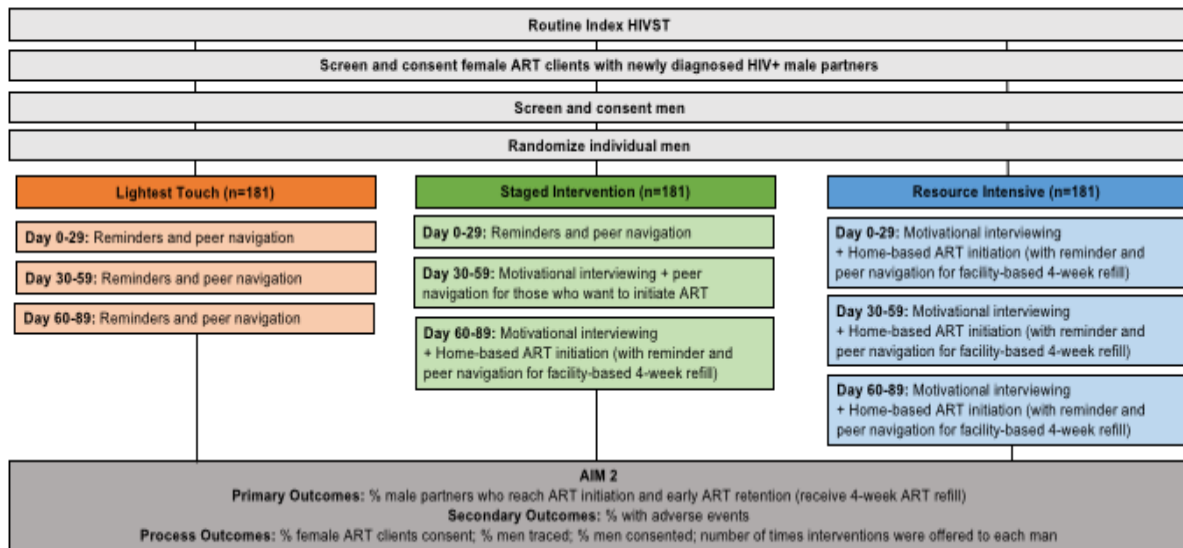 Routine Index HIVST
Screen and consent female ART clients with newly diagnosed HIV+ male partners
Screen and consent men
Randomize individual men
Lightest Touch (n=181)
Day 0-29: Reminders and peer navigation
Day 30-59: Reminders and peer navigation
Day 60-89: Reminders and peer navigation
Staged Intervention (n=181)
Day 0-29: Reminders and peer navigation
Day 30-59: Motivational interviewing + peer
navigation for those who want to initiate ART
Day 60-89: Motivational interviewing
+ Home-based ART initiation (with reminder and
peer navigation for facility-based 4-week refill)
Resource Intensive (n=181)
Day 0-29: Motivational interviewing
+ Home-based ART initiation (with reminder and
peer navigation for facility-based 4-week refill)
Day 30-59: Motivational interviewing
+ Home-based ART initiation (with reminder and
peer navigation for facility-based 4-week refill)
Day 60-89: Motivational interviewing
+ Home-based ART initiation (with reminder and
peer navigation for facility-based 4-week refill)
AIM 2
Primary Outcomes: % male partners who reach ART initiation and early ART retention (receive 4-week ART refill)
Secondary Outcomes: % with adverse events
Process Outcomes: % female ART clients consent; % men traced; % men consented; number of times interventions were offered to each man